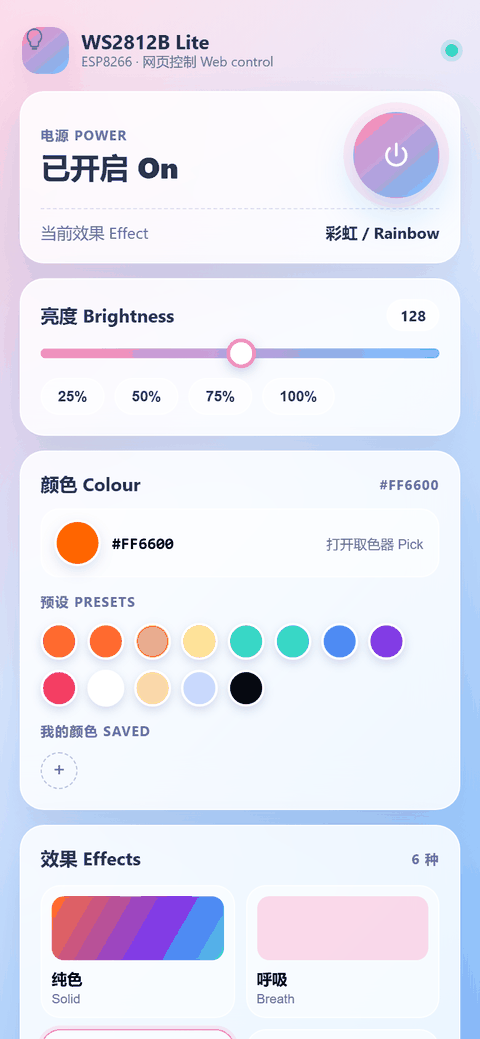 WS2812B Lite
ESP8266 · 网页控制 Web control
电源 POWER
已开启 On
当前效果 Effect
彩虹 / Rainbow
亮度 Brightness
128
25%
50%
75%
100%
颜色 Colour
#FF6600
#FF6600
打开取色器 Pick
预设 PRESETS
我的颜色 SAVED
+
效果 Effects
6 种
纯色
Solid
呼吸
Breath